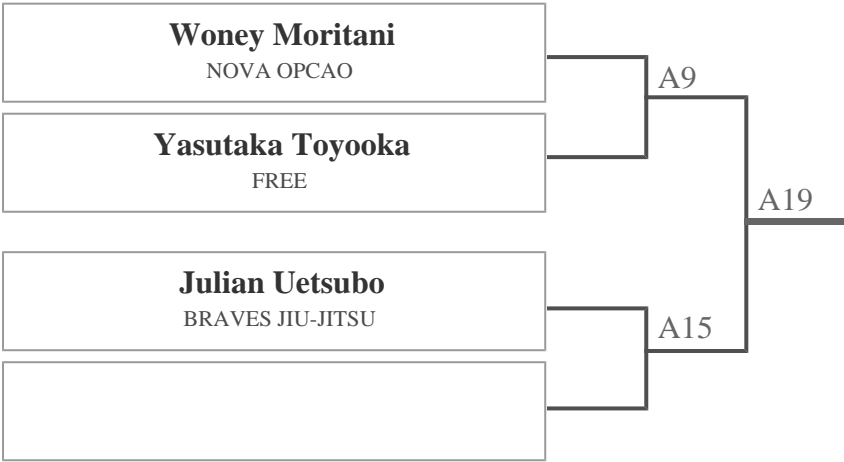 Woney Moritani
NOVA OPCAO
A9
Yasutaka Toyooka
FREE
A19
Julian Uetsubo
BRAVES JIU-JITSU
A15